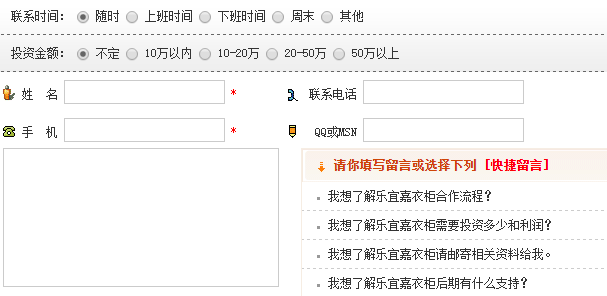 联系时间： 随时 上班时间 下班时间 周末 其他
投资金额： 不定 10万以内 10-20万 20-50万 50万以上
姓 名 * 联系电话
手 机 * QQ或MSN
请你填写留言或选择下列 [快捷留言]
我想了解乐宜嘉衣柜合作流程？
我想了解乐宜嘉衣柜需要投资多少和利润？
我想了解乐宜嘉衣柜请邮寄相关资料给我。
我想了解乐宜嘉衣柜后期有什么支持？